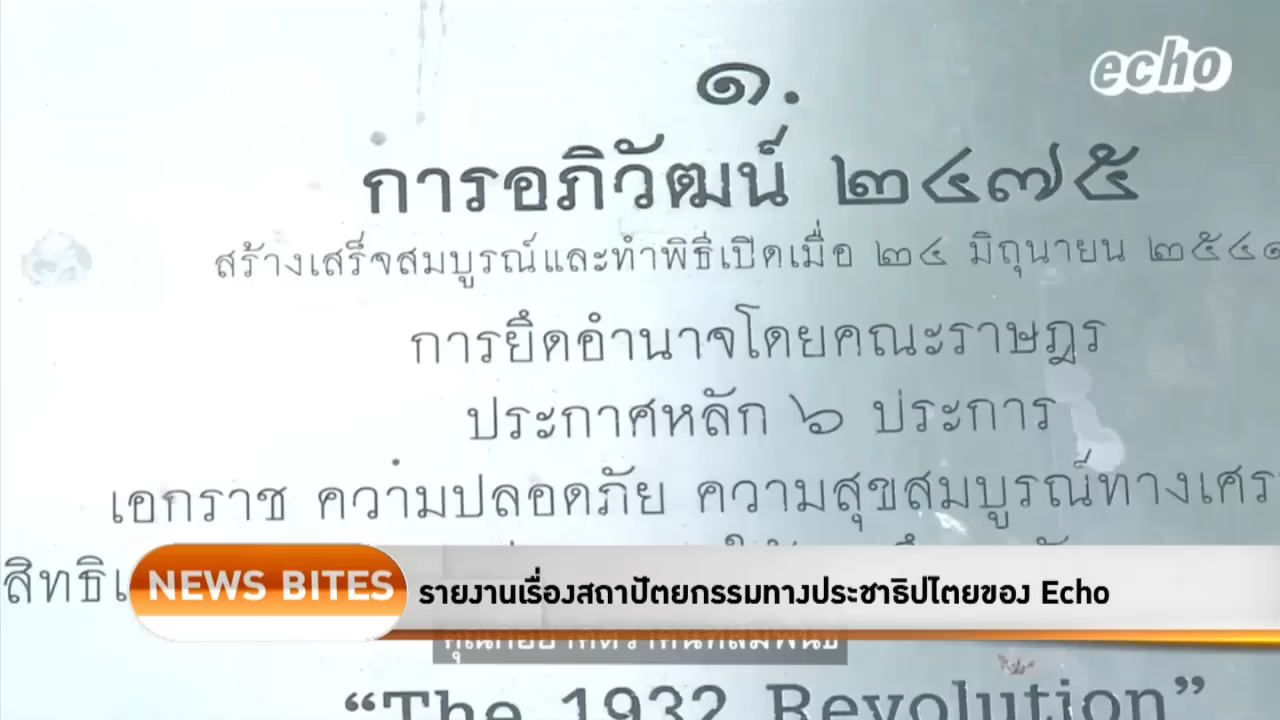 echo
๑.
การอภิวัฒน์ ๒๔๗๕
สร้างเสร็จสมบูรณ์และทำพิธีเปิดเมื่อ ๒๔ มิถุนายน ๒๕๔๑
การยึดอำนาจโดยคณะราษฎร
ประกาศหลัก ๖ ประการ
เอกราช ความปลอดภัย ความสุขสมบูรณ์ทางเศร
สิทธิเ
NEWS BITES รายงานเรื่องสถาปัตยกรรมทางประชาธิปไตยของ Echo
“The 1932 Revolution”